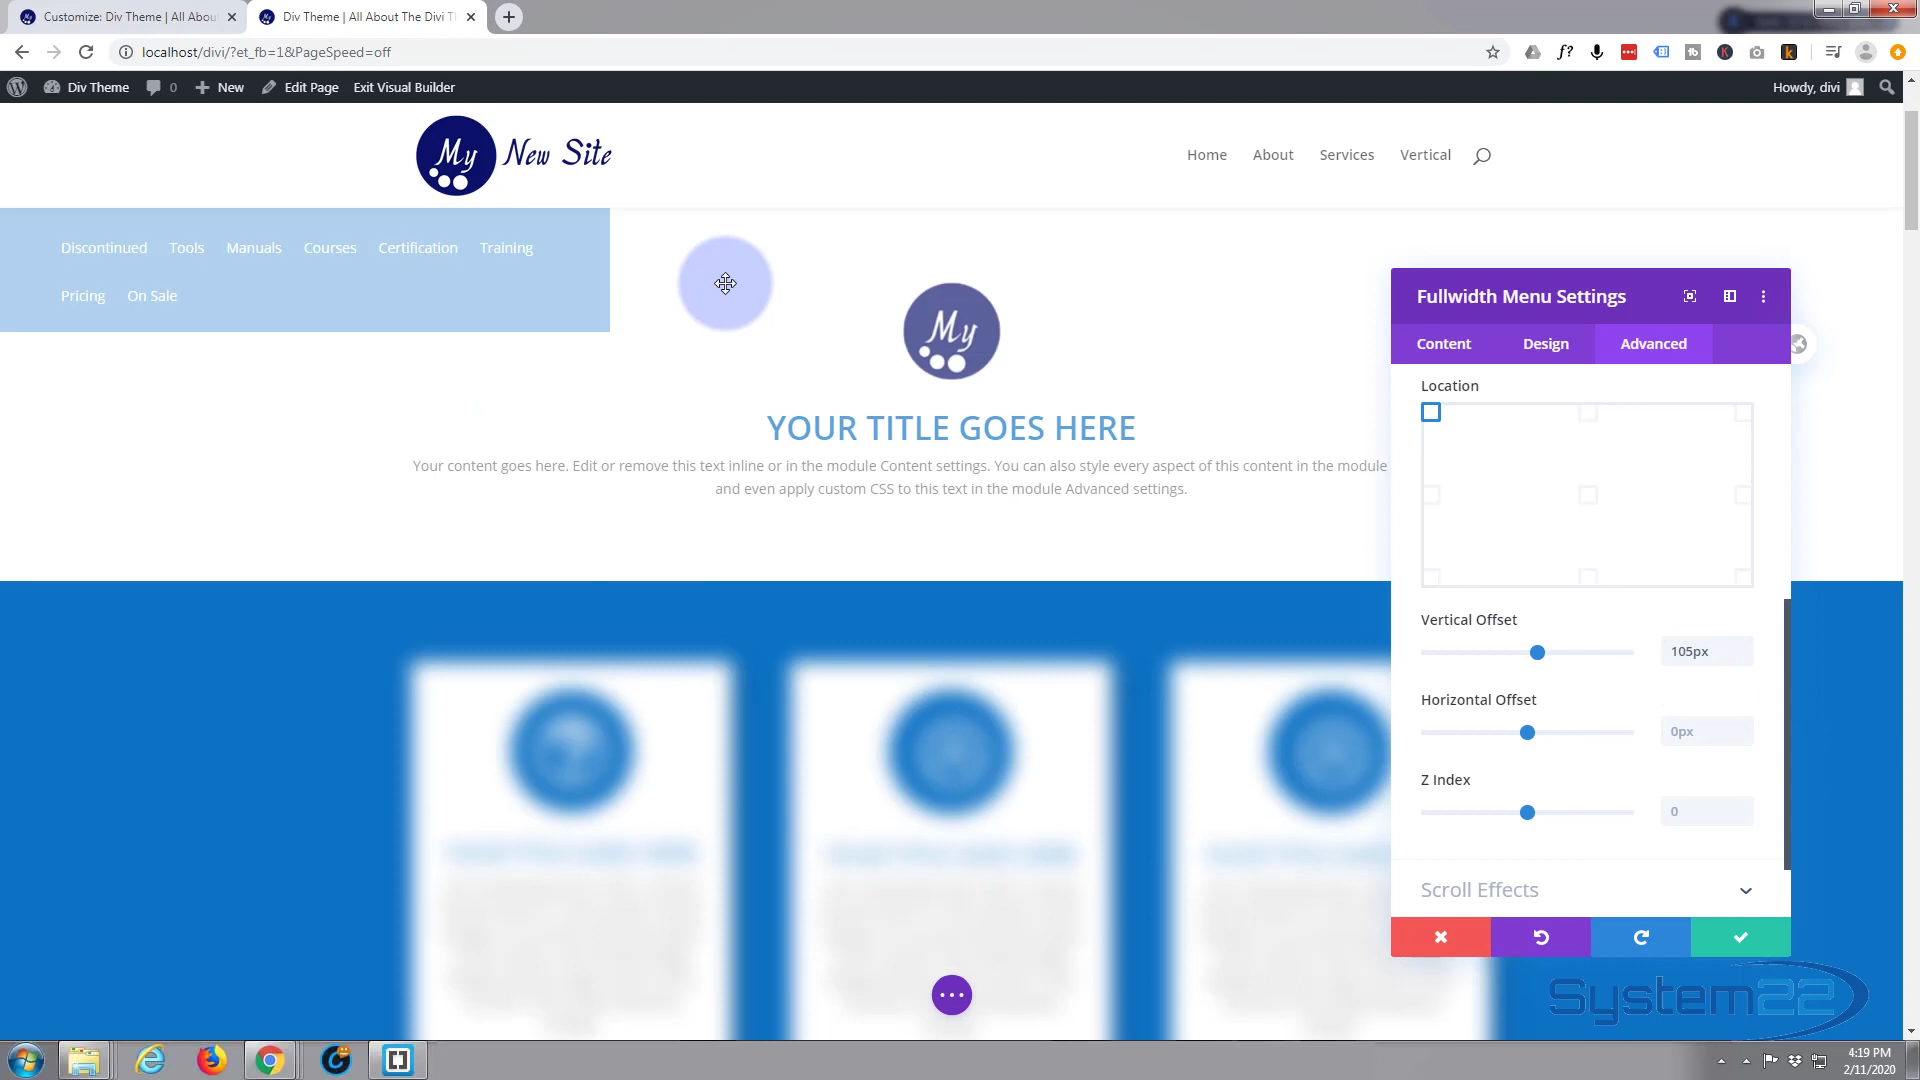 Customize: Div Theme | All Abou
Div Theme | All About The Divi Th
localhost/divi/?et_fb=1&PageSpeed=off
Div Theme 0 New Edit Page Exit Visual Builder
Howdy, divi
My New Site
Home About Services Vertical
Discontinued Tools Manuals Courses Certification Training
Pricing On Sale
My
YOUR TITLE GOES HERE
Your content goes here. Edit or remove this text inline or in the module Content settings. You can also style every aspect of this content in the module
and even apply custom CSS to this text in the module Advanced settings.
Fullwidth Menu Settings
Content Design Advanced
Location
Vertical Offset
105px
Horizontal Offset
0px
Z Index
0
Scroll Effects
System22
4:19 PM
2/11/2020